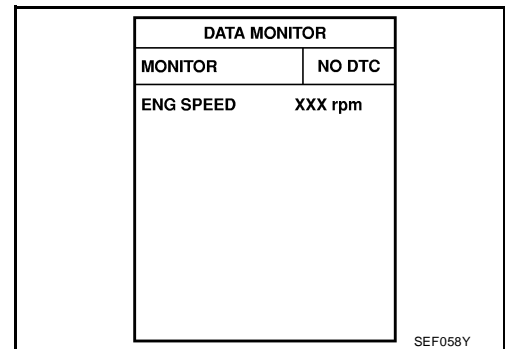 DATA MONITOR
MONITOR NO DTC
ENG SPEED XXX rpm
SEF058Y